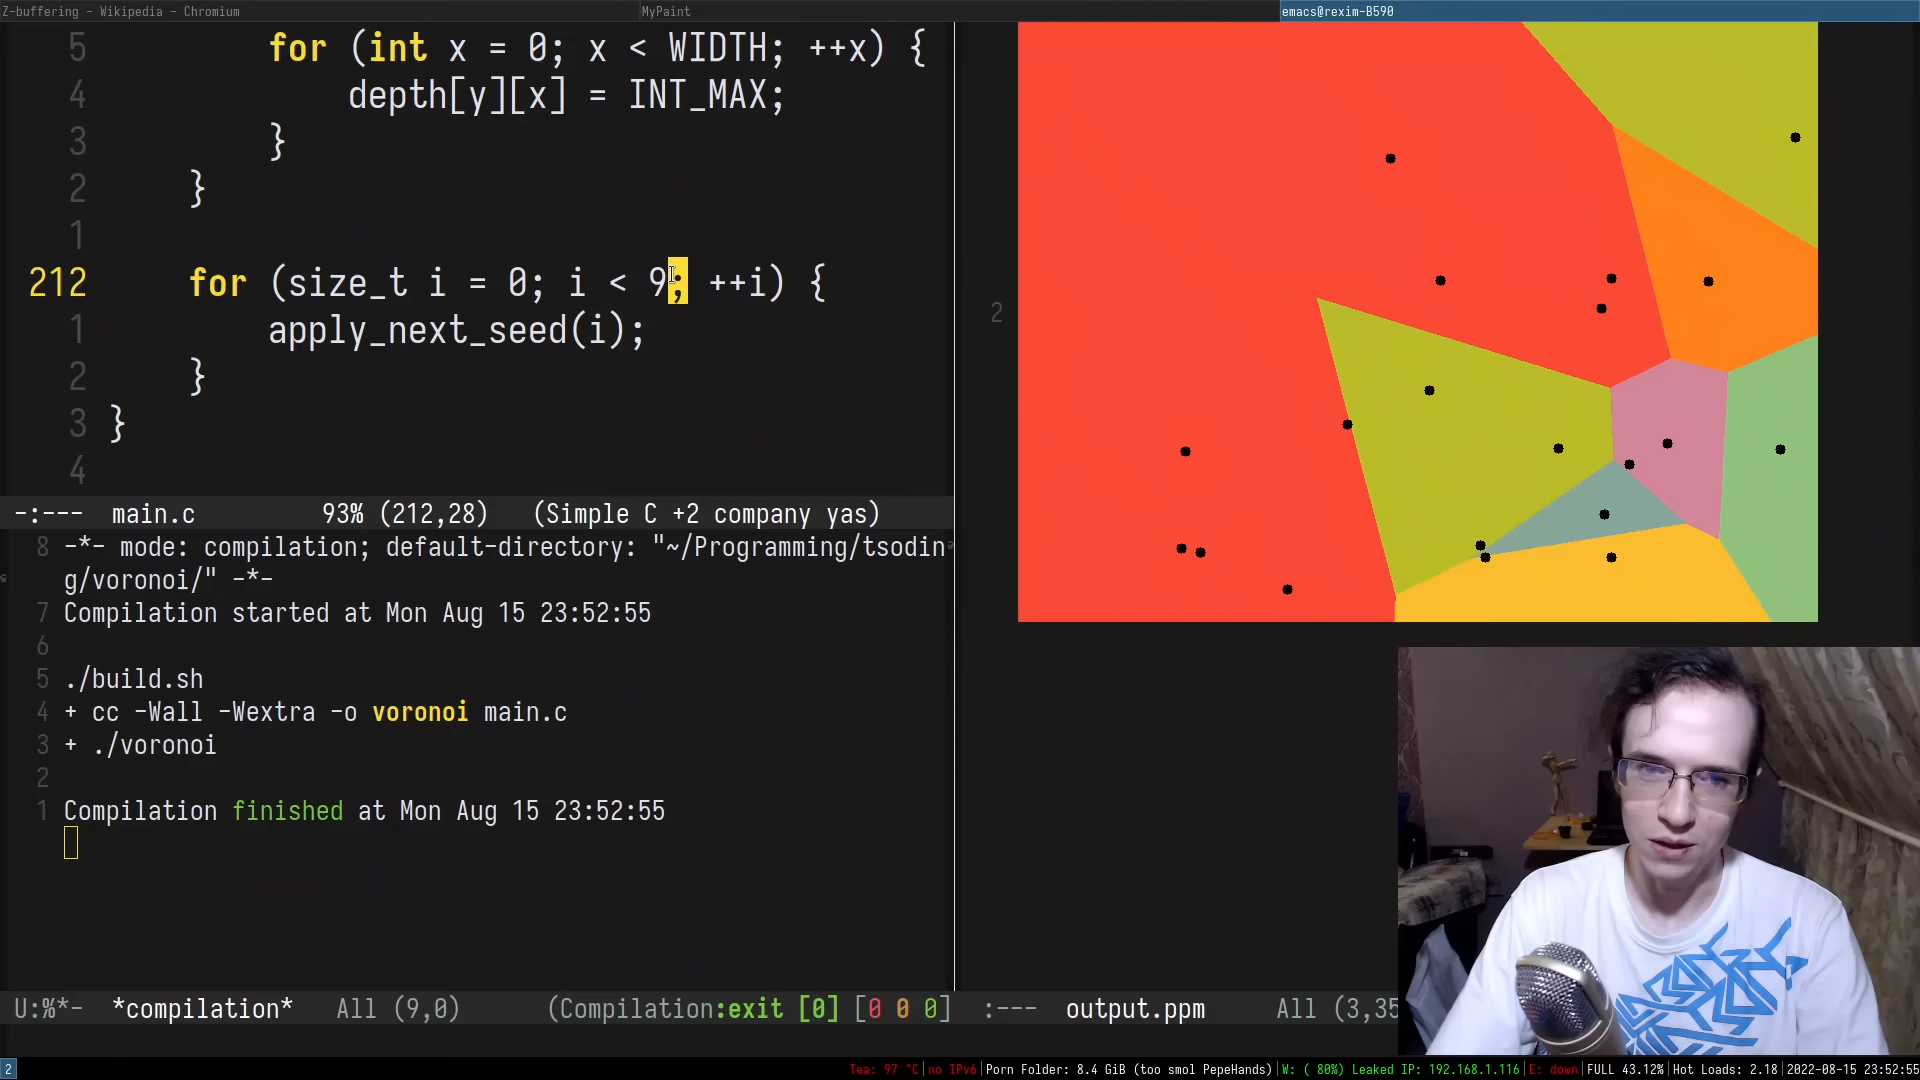 Z-buffering - Wikipedia - Chromium
MyPaint
emacs@rexim-B590
5 for (int x = 0; x < WIDTH; ++x) {
4 depth[y][x] = INT_MAX;
3 }
2 }
1
212 for (size_t i = 0; i < 9; ++i) {
1 apply_next_seed(i);
2 }
3 }
4
-:--- main.c 93% (212,28) (Simple C +2 company yas)
8 -*- mode: compilation; default-directory: "~/Programming/tsodin
g/voronoi/" -*-
7 Compilation started at Mon Aug 15 23:52:55
6
5 ./build.sh
4 + cc -Wall -Wextra -o voronoi main.c
3 + ./voronoi
2
1 Compilation finished at Mon Aug 15 23:52:55
U:%*- *compilation* All (9,0) (Compilation:exit [0] [0 0 0]
2
:--- output.ppm All (3,35
2
Tea: 97 °C|no IPv6|Porn Folder: 8.4 GiB (too smol PepeHands)|W: ( 80%) Leaked IP: 192.168.1.116|E: down|FULL 43.12%|Hot Loads: 2.18|2022-08-15 23:52:55